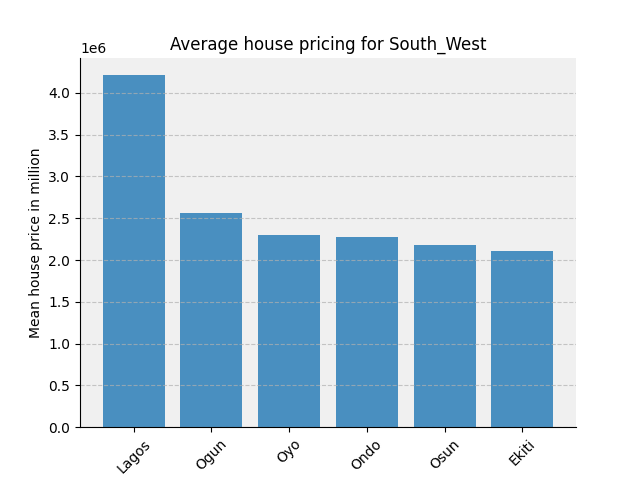 Average house pricing for South_West
1e6
Mean house price in million
4.0
3.5
3.0
2.5
2.0
1.5
1.0
0.5
0.0
Lagos
Ogun
Oyo
Ondo
Osun
Ekiti